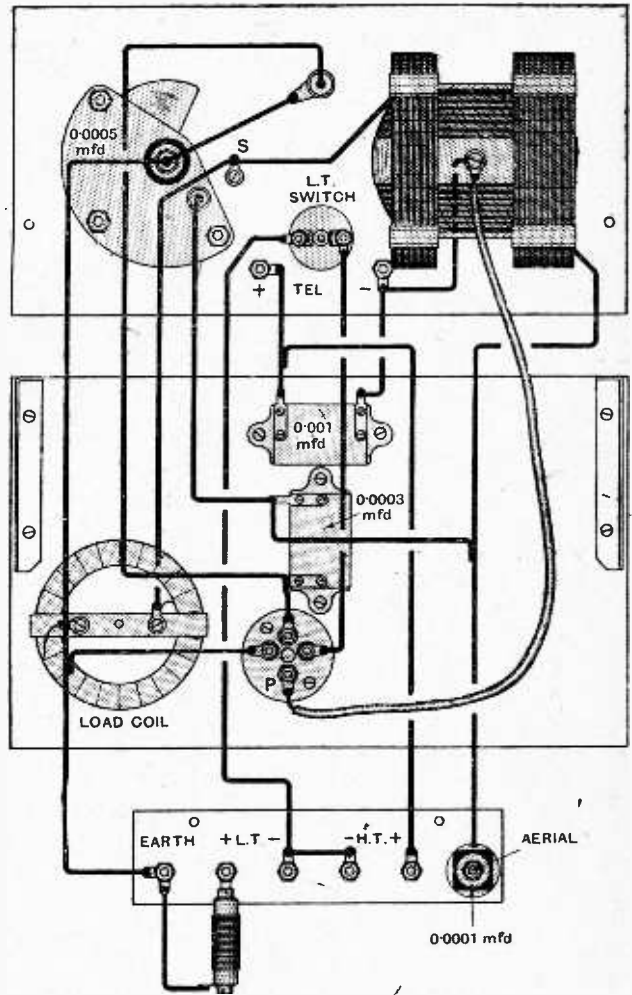 0·0005
mfd
S
L.T.
SWITCH
+ TEL -
0·001
mfd
0·0003
mfd
P
LOAD COIL
EARTH +L.T- -H.T.+
AERIAL
0·0001 mfd